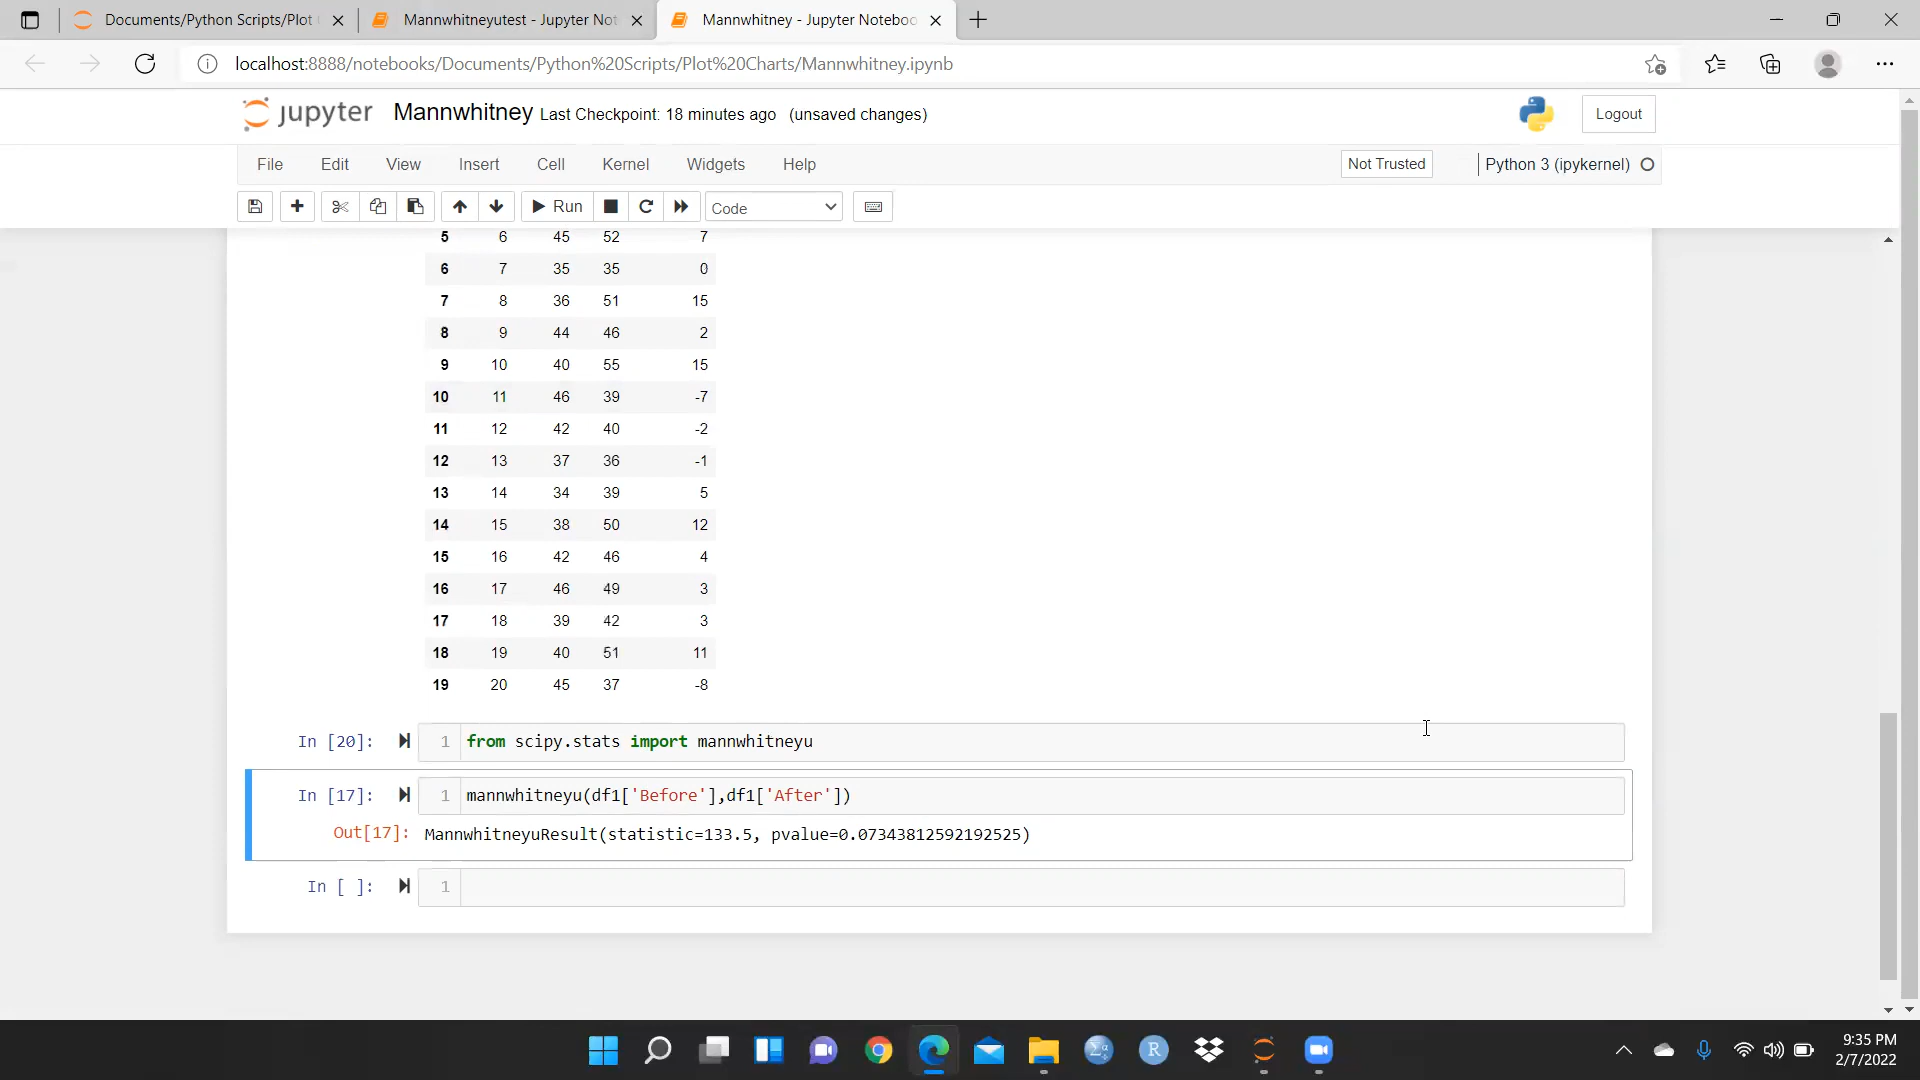 Documents/Python Scripts/Plot
Mannwhitneyutest - Jupyter Not
Mannwhitney - Jupyter Noteboo
localhost:8888/notebooks/Documents/Python%20Scripts/Plot%20Charts/Mannwhitney.ipynb
jupyter Mannwhitney Last Checkpoint: 18 minutes ago (unsaved changes)
Logout
File Edit View Insert Cell Kernel Widgets Help
Not Trusted
Python 3 (ipykernel)
Run
Code
5 6 45 52 7
6 7 35 35 0
7 8 36 51 15
8 9 44 46 2
9 10 40 55 15
10 11 46 39 -7
11 12 42 40 -2
12 13 37 36 -1
13 14 34 39 5
14 15 38 50 12
15 16 42 46 4
16 17 46 49 3
17 18 39 42 3
18 19 40 51 11
19 20 45 37 -8
In [20]: 1 from scipy.stats import mannwhitneyu
In [17]: 1 mannwhitneyu(df1['Before'],df1['After'])
Out[17]: MannwhitneyuResult(statistic=133.5, pvalue=0.07343812592192525)
In [ ]: 1
R
9:35 PM
2/7/2022